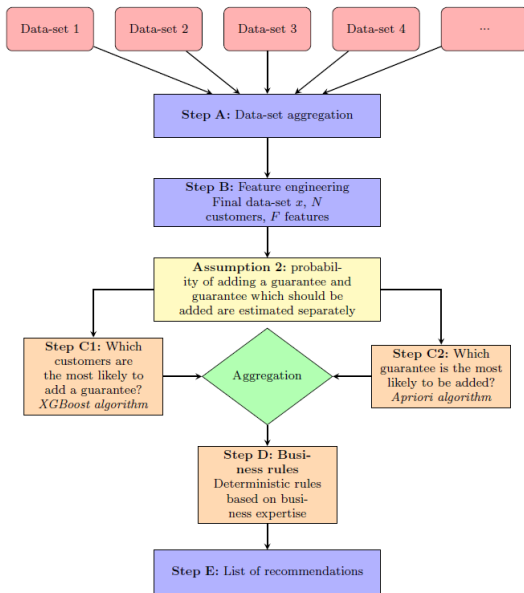 Data-set 1
Data-set 2
Data-set 3
Data-set 4
...
Step A: Data-set aggregation
Step B: Feature engineering
Final data-set x, N
customers, F features
Assumption 2: probabil-
ity of adding a guarantee and
guarantee which should be
added are estimated separately
Step C1: Which
customers are
the most likely to
add a guarantee?
XGBoost algorithm
Aggregation
Step C2: Which
guarantee is the most
likely to be added?
Apriori algorithm
Step D: Busi-
ness rules
Deterministic rules
based on busi-
ness expertise
Step E: List of recommendations